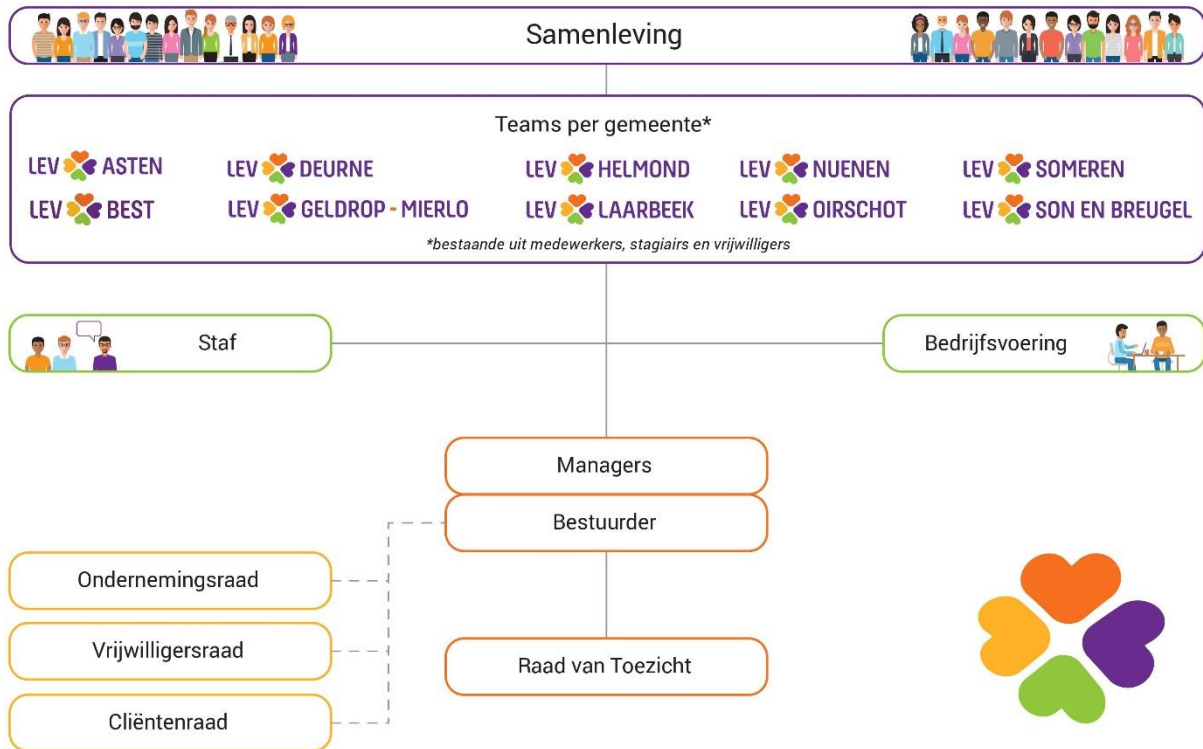 Samenleving
Teams per gemeente*
LEV ASTEN
LEV DEURNE
LEV HELMOND
LEV NUENEN
LEV SOMEREN
LEV BEST
LEV GELDROP - MIERLO
LEV LAARBEEK
LEV OIRSCHOT
LEV SON EN BREUGEL
*bestaande uit medewerkers, stagiairs en vrijwilligers
Staf
Bedrijfsvoering
Managers
Bestuurder
Ondernemingsraad
Vrijwilligersraad
Raad van Toezicht
Cliëntenraad